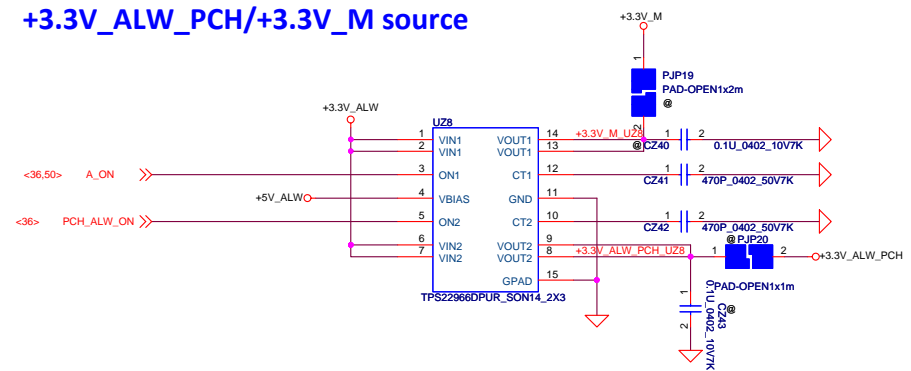 +3.3V_ALW_PCH/+3.3V_M source
+3.3V_M
PJP19
PAD-OPEN1x2m
@
1
2
+3.3V_ALW
UZ8
1 VIN1 VOUT1 14 +3.3V_M_UZ8
2 VIN1 VOUT1 13
@CZ40 1 2 0.1U_0402_10V7K
<36,50> A_ON 3 ON1 CT1 12
CZ41 1 2 470P_0402_50V7K
+5V_ALW 4 VBIAS GND 11
<36> PCH_ALW_ON 5 ON2 CT2 10
CZ42 1 2 470P_0402_50V7K
6 VIN2 VOUT2 9
7 VIN2 VOUT2 8 +3.3V_ALW_PCH_UZ8
@PJP20
1 2 +3.3V_ALW_PCH
PAD-OPEN1x1m
GPAD 15
TPS22966DPUR_SON14_2X3
1
2
CZ43
@
0.1U_0402_10V7K